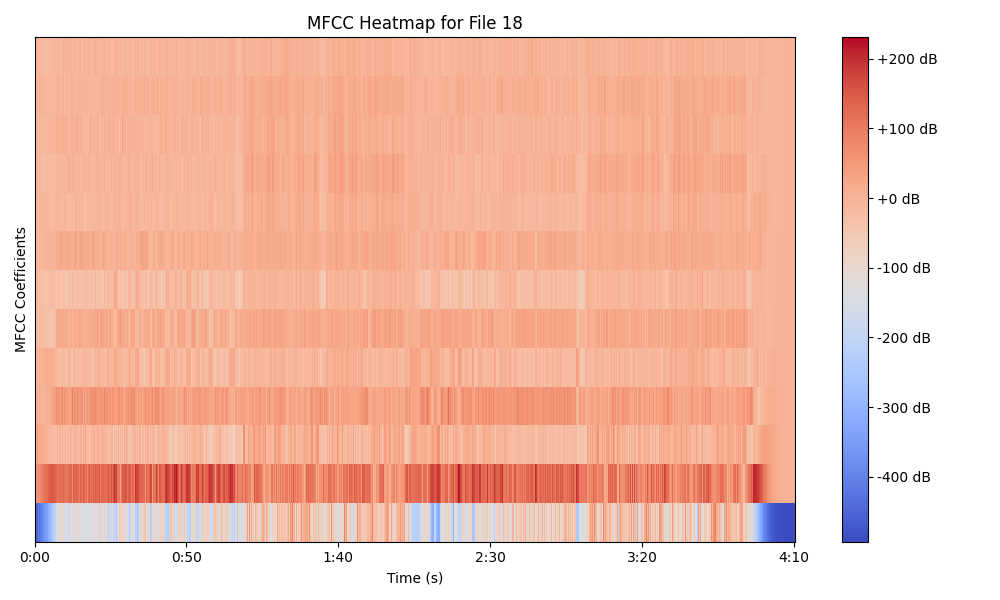 MFCC Heatmap for File 18
MFCC Coefficients
0:00
0:50
1:40
2:30
3:20
4:10
Time (s)
+200 dB
+100 dB
+0 dB
-100 dB
-200 dB
-300 dB
-400 dB